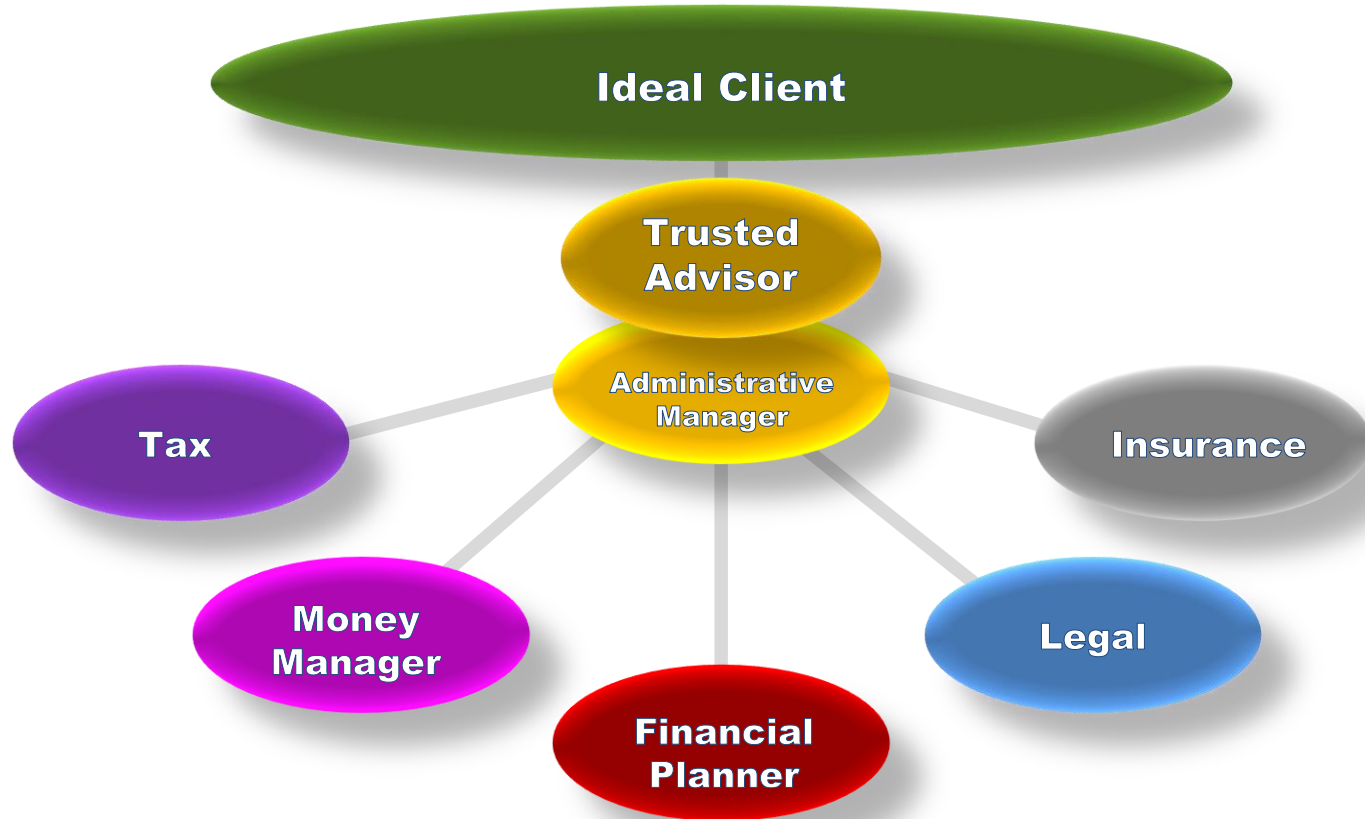 Ideal Client
Trusted
Advisor
Administrative
Manager
Tax
Insurance
Money
Manager
Legal
Financial
Planner